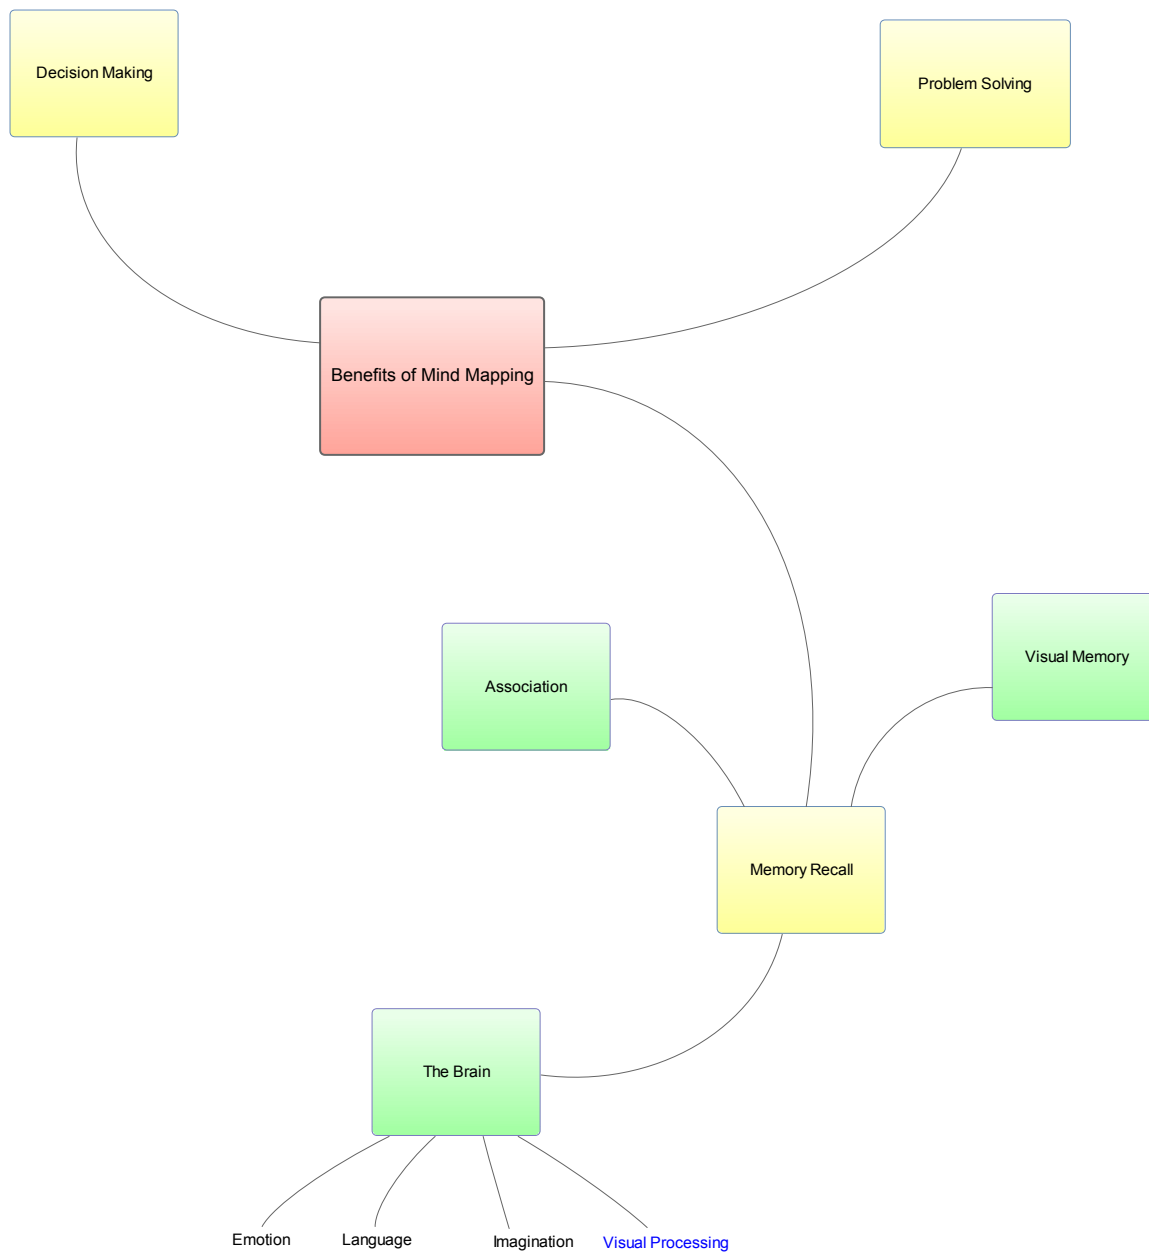 Decision Making
Problem Solving
Benefits of Mind Mapping
Visual Memory
Association
Memory Recall
The Brain
Emotion
Language
Imagination
Visual Processing